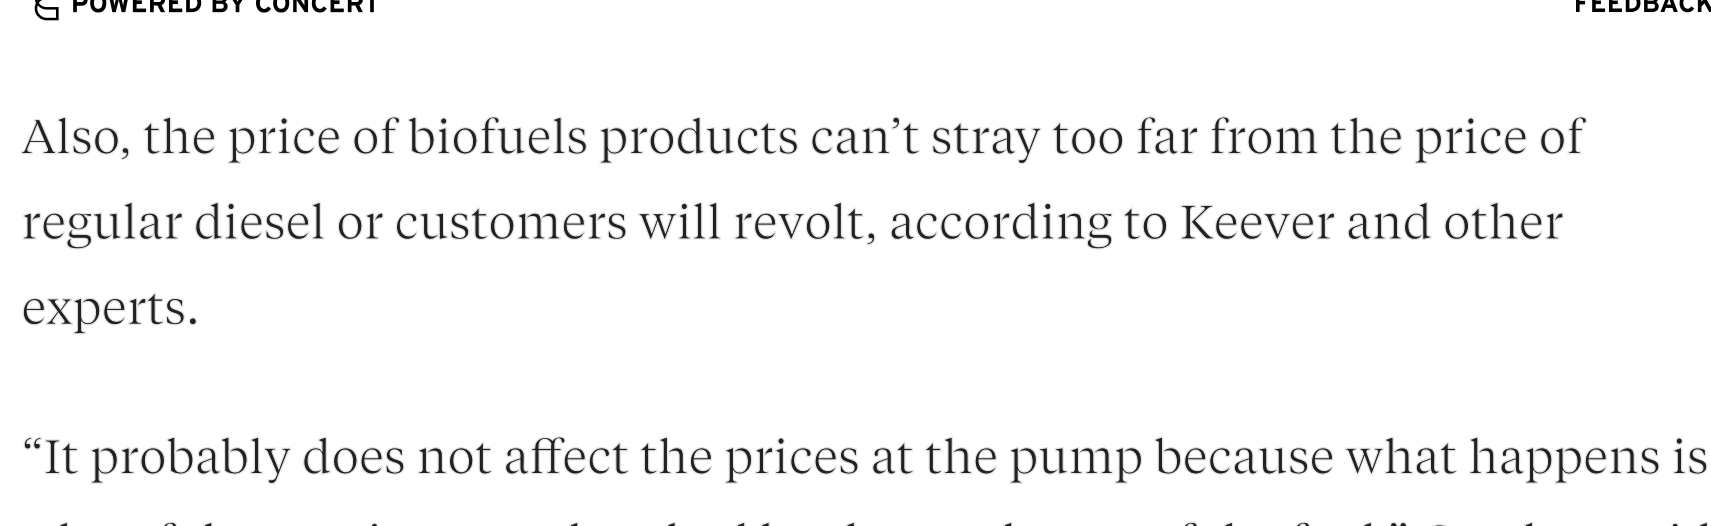 POWERED BY CONCERT
FEEDBACK
Also, the price of biofuels products can’t stray too far from the price of
regular diesel or customers will revolt, according to Keever and other
experts.
“It probably does not affect the prices at the pump because what happens is